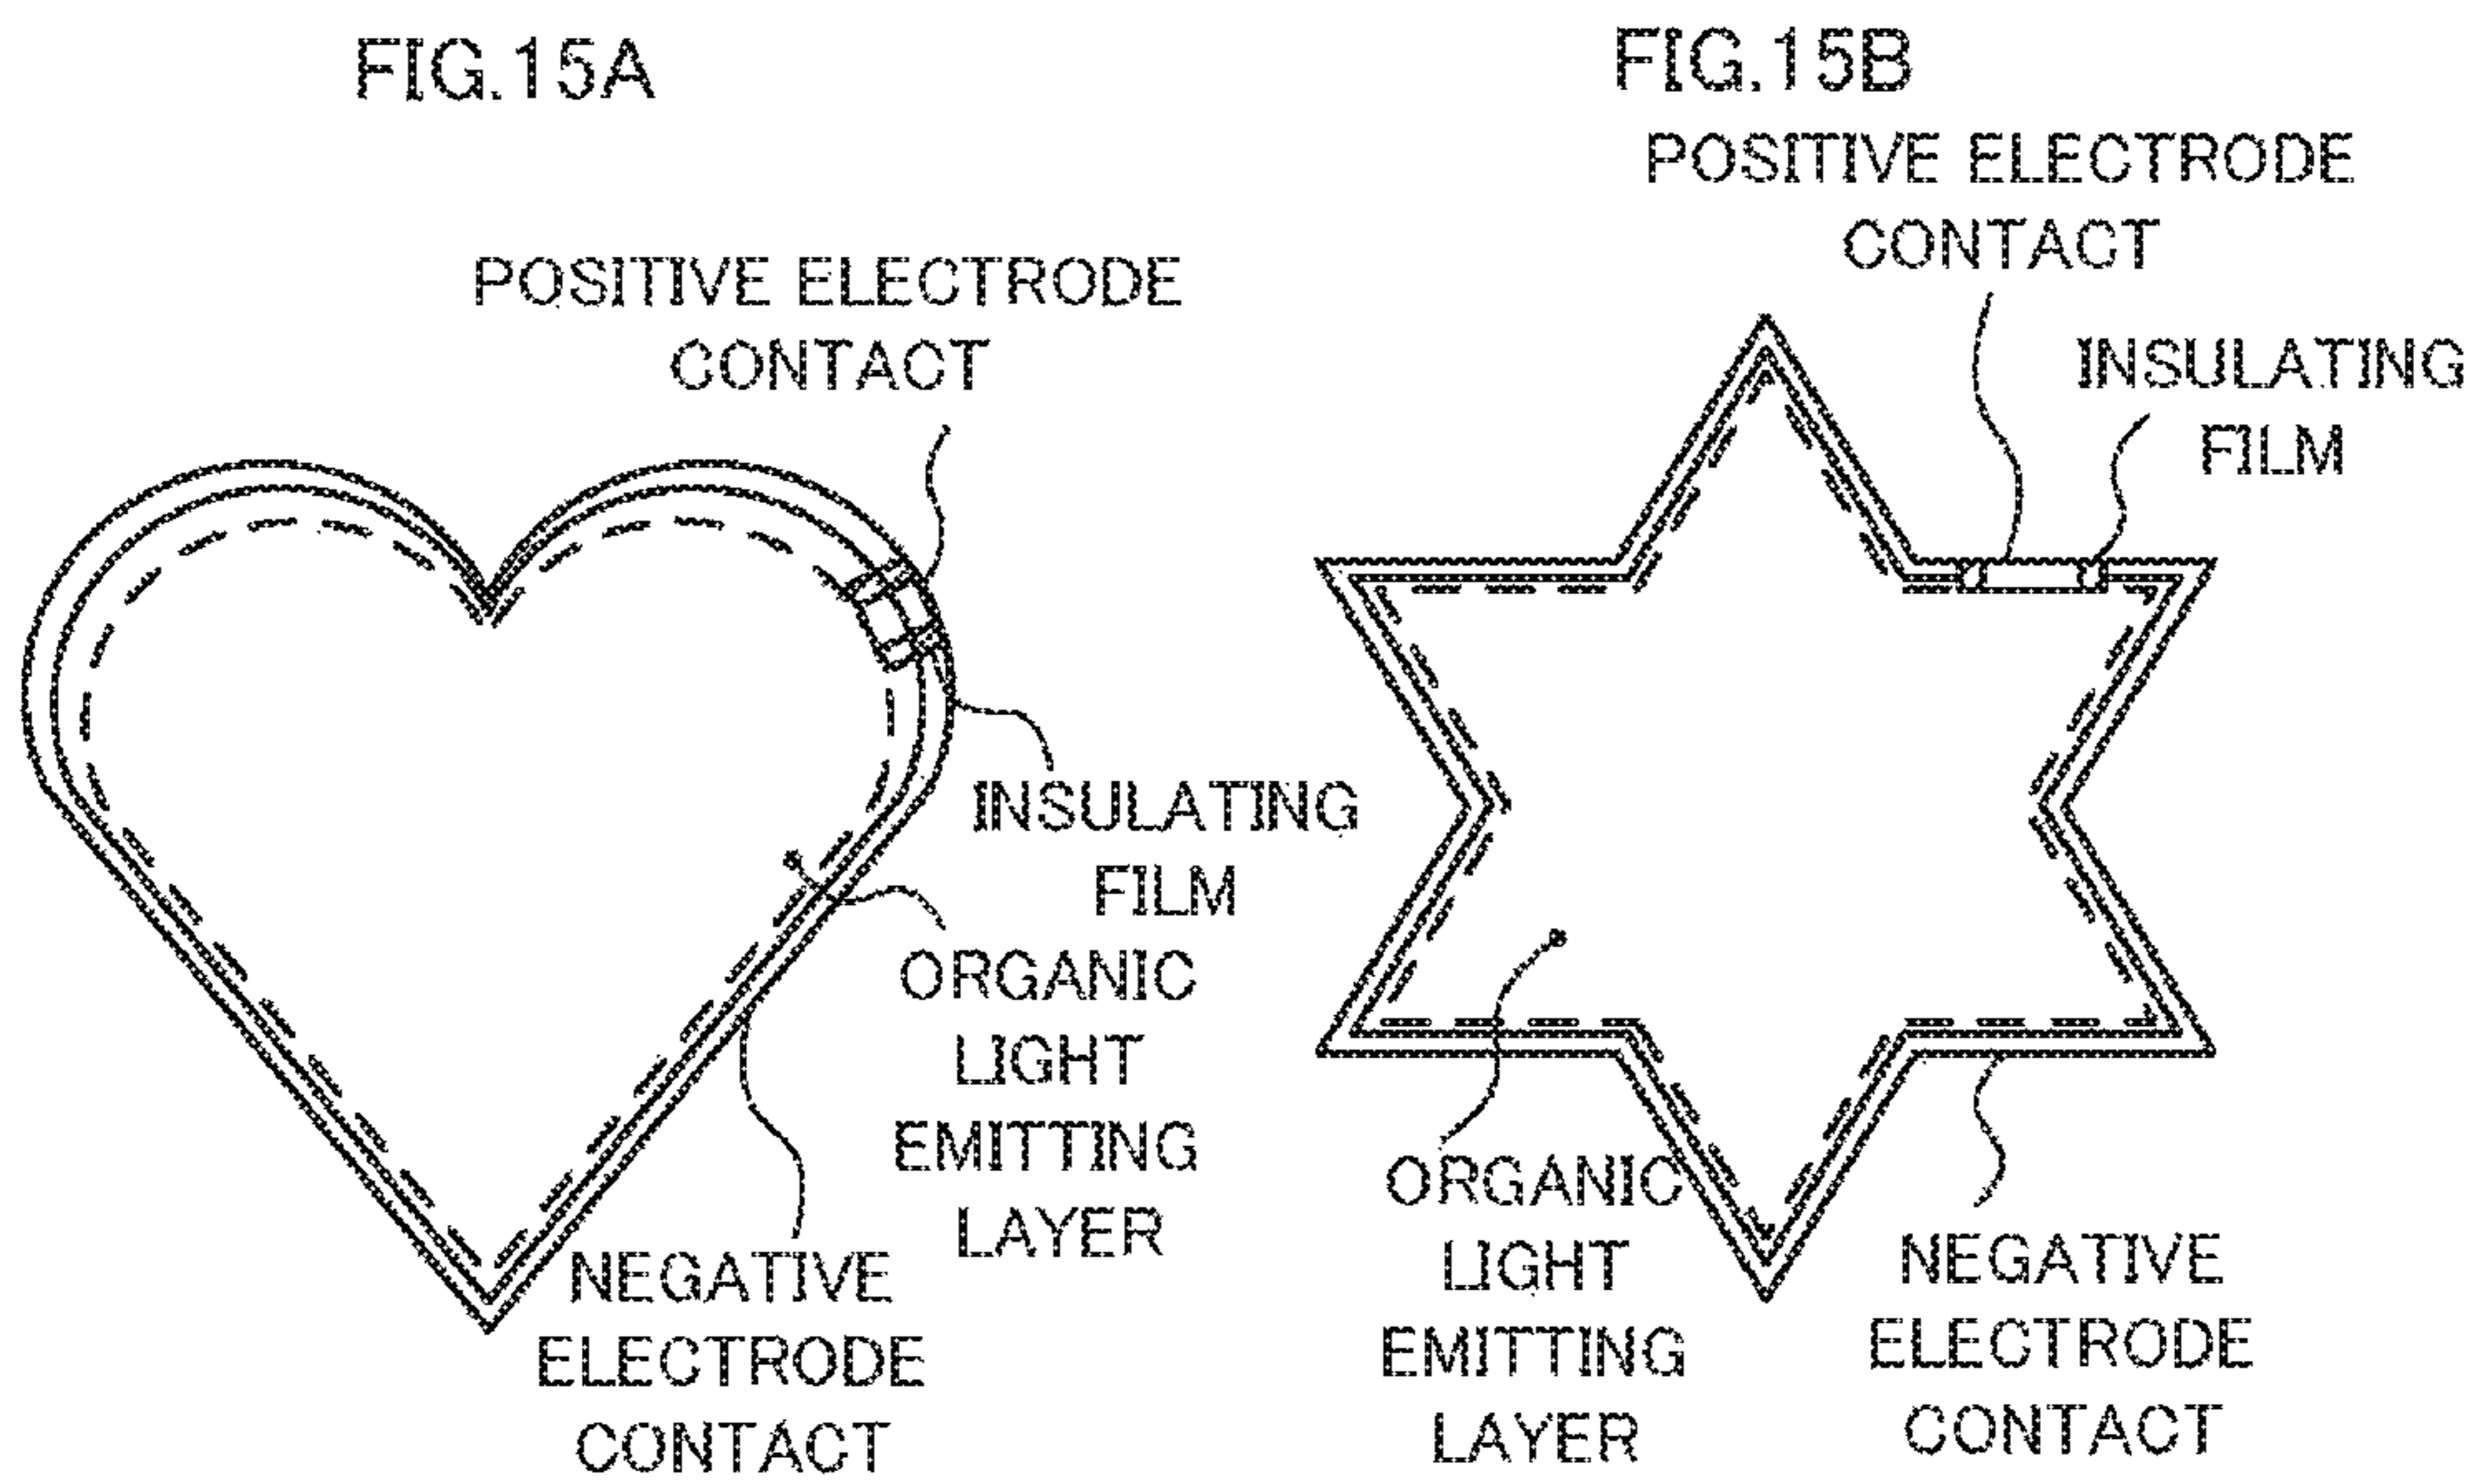 FIG.15A
POSITIVE ELECTRODE
CONTACT
INSULATING
FILM
ORGANIC
LIGHT
EMITTING
LAYER
NEGATIVE
ELECTRODE
CONTACT
FIG.15B
POSITIVE ELECTRODE
CONTACT
INSULATING
FILM
ORGANIC
LIGHT
EMITTING
LAYER
NEGATIVE
ELECTRODE
CONTACT